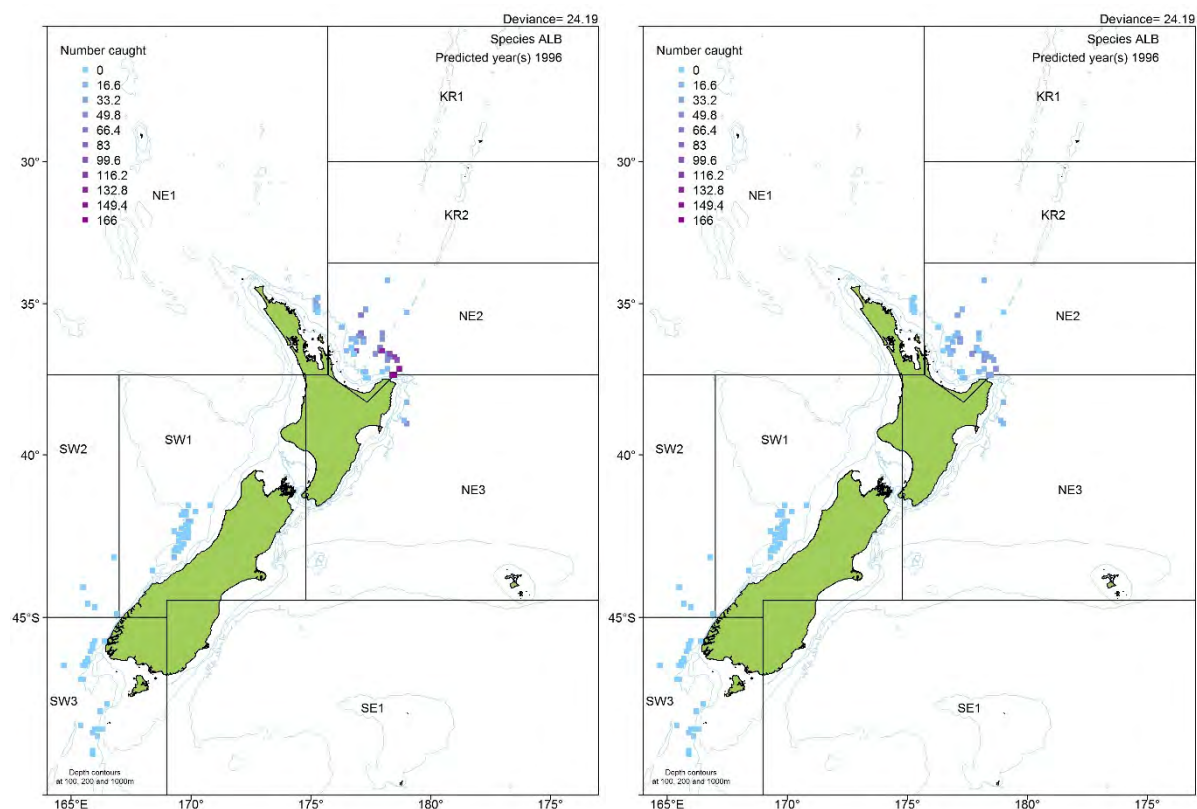 Deviance= 24.19
Species ALB
Predicted year(s) 1996
Number caught
0
16.6
33.2
49.8
66.4
83
99.6
116.2
132.8
149.4
166
KR1
KR2
NE1
NE2
NE3
SW1
SW2
SW3
SE1
30°
35°
40°
45°S
Depth contours
at 100, 200 and 1000m
165°E
170°
175°
180°
175°
Deviance= 24.19
Species ALB
Predicted year(s) 1996
Number caught
0
16.6
33.2
49.8
66.4
83
99.6
116.2
132.8
149.4
166
KR1
KR2
NE1
NE2
NE3
SW1
SW2
SW3
SE1
30°
35°
40°
45°S
Depth contours
at 100, 200 and 1000m
165°E
170°
175°
180°
175°